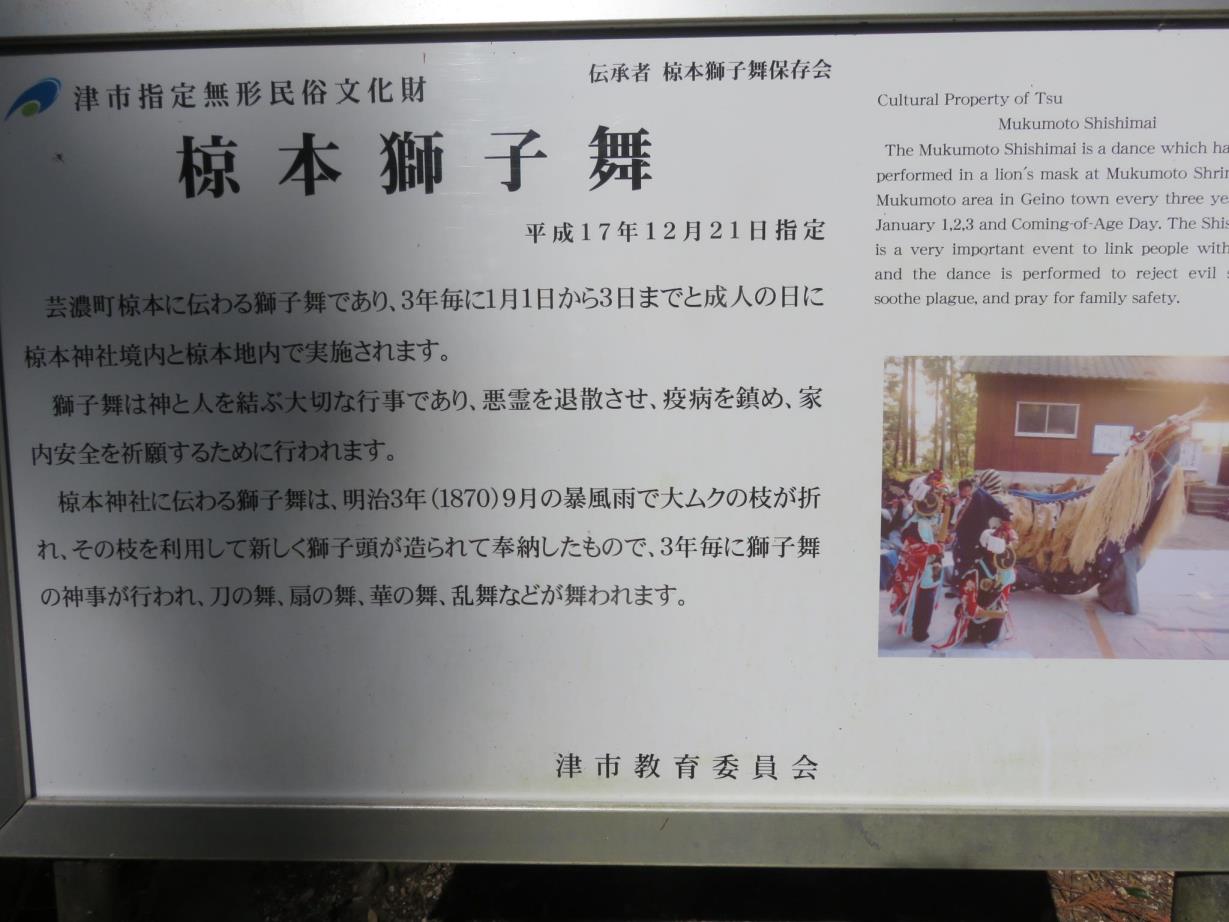 津市指定無形民俗文化財
伝承者 椋本獅子舞保存会
椋本獅子舞
平成17年12月21日指定
芸濃町椋本に伝わる獅子舞であり、3年毎に1月1日から3日までと成人の日に
椋本神社境内と椋本地内で実施されます。
獅子舞は神と人を結ぶ大切な行事であり、悪霊を退散させ、疫病を鎮め、家
内安全を祈願するために行われます。
椋本神社に伝わる獅子舞は、明治3年(1870)9月の暴風雨で大ムクの枝が折
れ、その枝を利用して新しく獅子頭が造られて奉納したもので、3年毎に獅子舞
の神事が行われ、刀の舞、扇の舞、華の舞、乱舞などが舞われます。
津市教育委員会
Cultural Property of Tsu
Mukumoto Shishimai
The Mukumoto Shishimai is a dance which
performed in a lion's mask at Mukumoto
Mukumoto area in Geino town every three
January 1,2,3 and Coming-of-Age Day. The
is a very important event to link people with
and the dance is performed to reject evil
soothe plague, and pray for family safety.